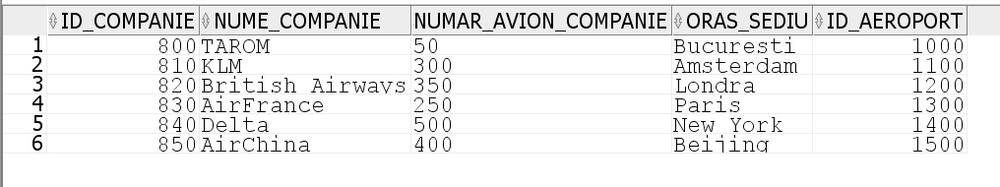 ID_COMPANIE NUME_COMPANIE NUMAR_AVION_COMPANIE ORAS_SEDIU ID_AEROPORT
1 800 TAROM 50 Bucuresti 1000
2 810 KLM 300 Amsterdam 1100
3 820 British Airways 350 Londra 1200
4 830 AirFrance 250 Paris 1300
5 840 Delta 500 New York 1400
6 850 AirChina 400 Beijing 1500